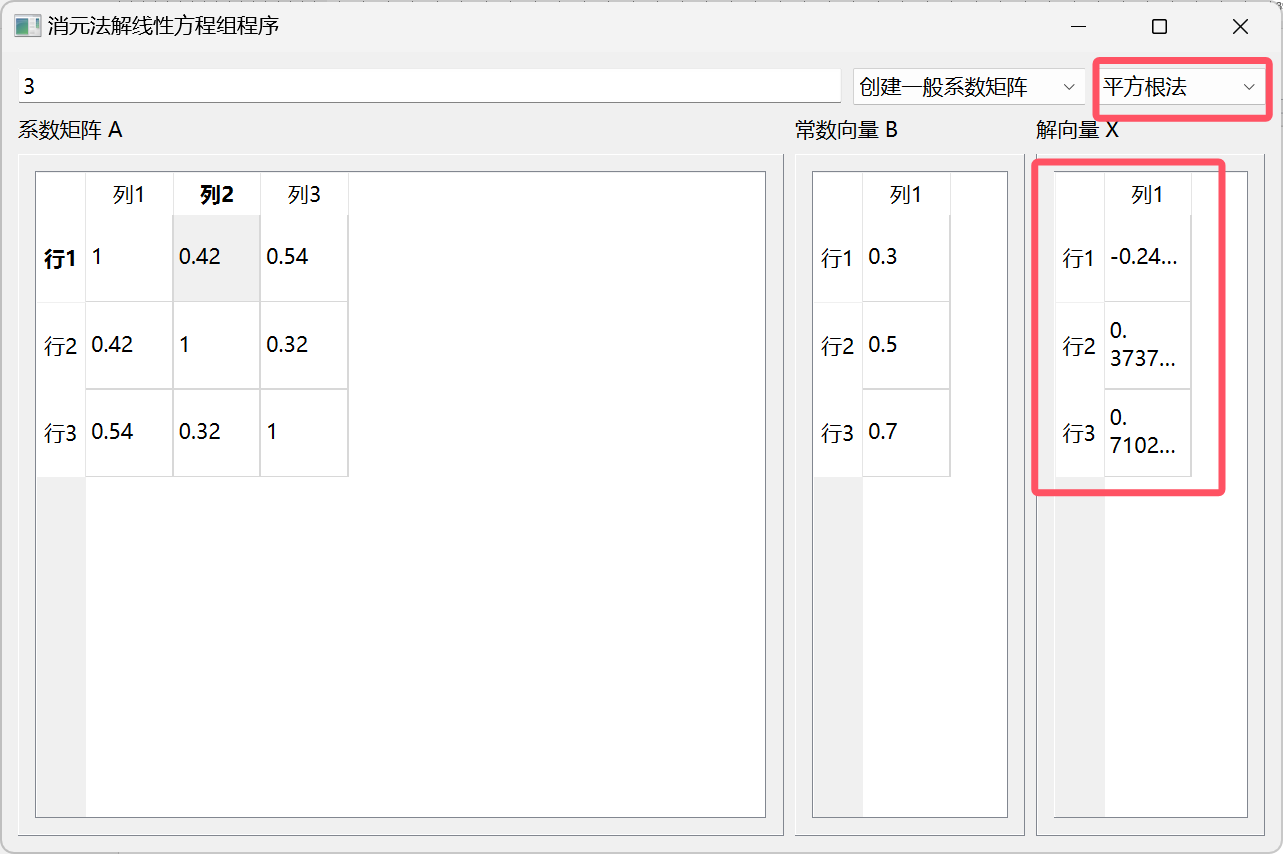 消元法解线性方程组程序
3 创建一般系数矩阵 平方根法
系数矩阵 A 常数向量 B 解向量 X
列1 列2 列3 列1 列1
行1 1 0.42 0.54 行1 0.3 行1 -0.24...
行2 0.42 1 0.32 行2 0.5 行2 0.
3737...
行3 0.54 0.32 1 行3 0.7 行3 0.
7102...